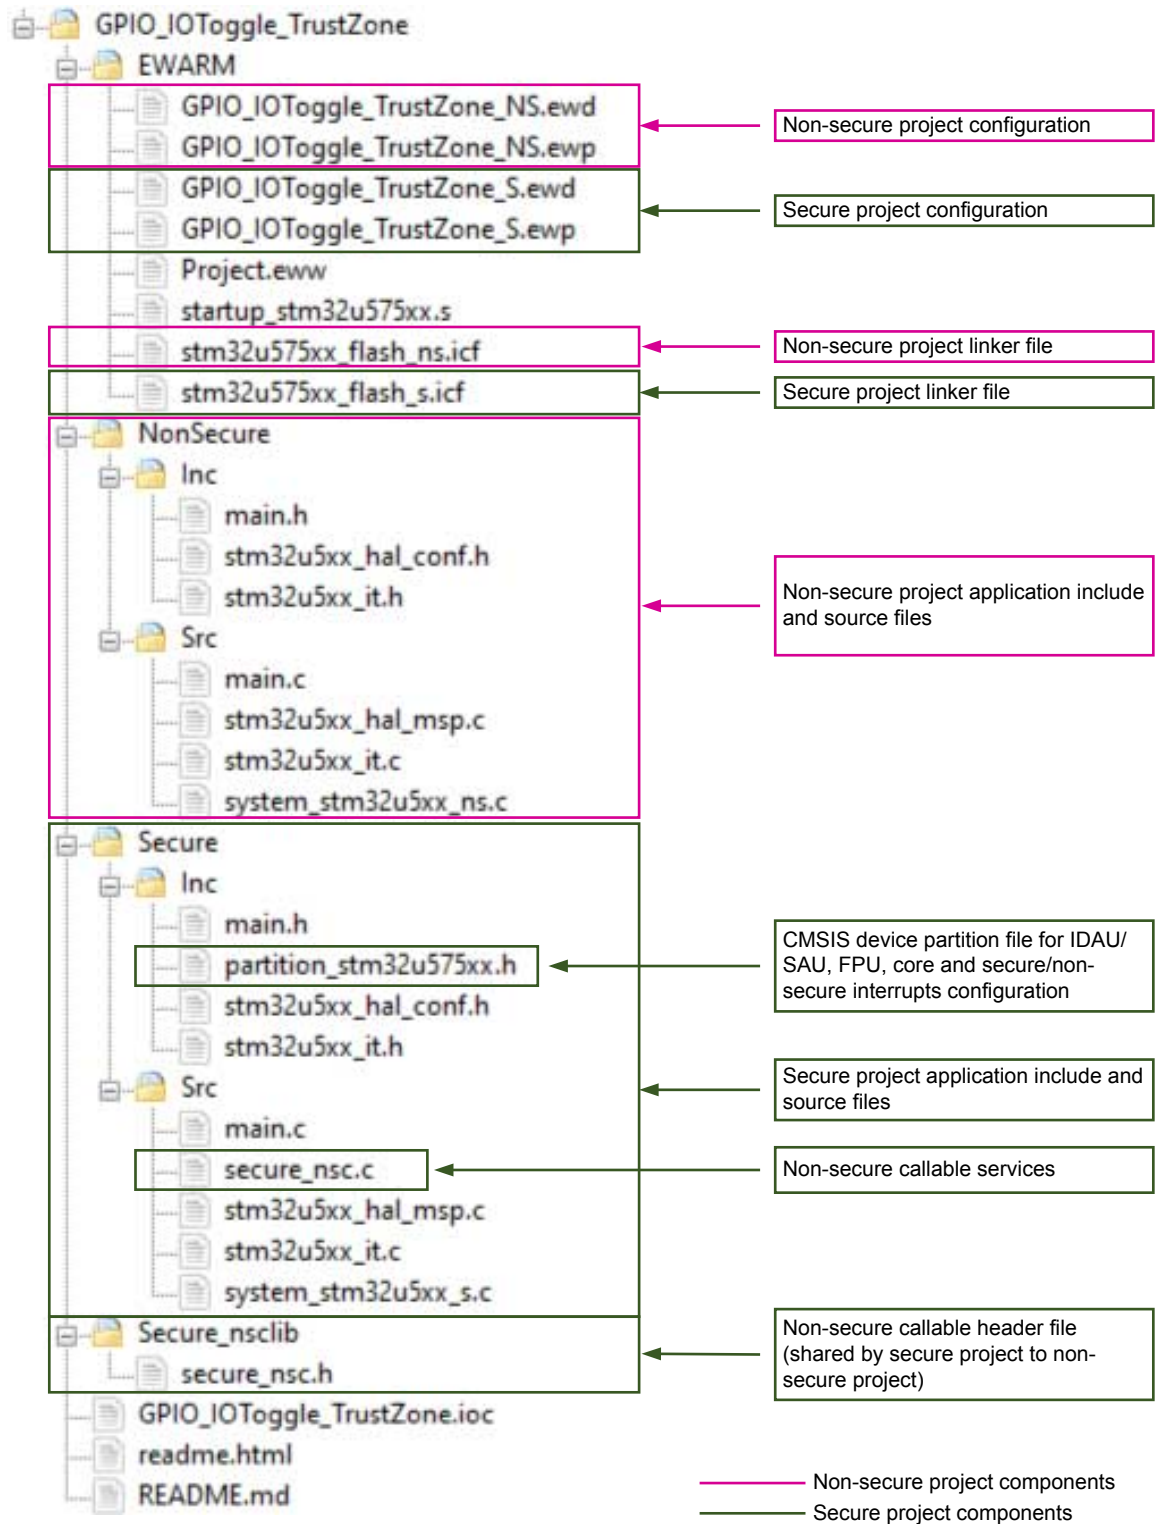 GPIO_IOToggle_TrustZone
EWARM
GPIO_IOToggle_TrustZone_NS.ewd
GPIO_IOToggle_TrustZone_NS.ewp
Non-secure project configuration
GPIO_IOToggle_TrustZone_S.ewd
GPIO_IOToggle_TrustZone_S.ewp
Secure project configuration
Project.eww
startup_stm32u575xx.s
stm32u575xx_flash_ns.icf
Non-secure project linker file
stm32u575xx_flash_s.icf
Secure project linker file
NonSecure
Inc
main.h
stm32u5xx_hal_conf.h
stm32u5xx_it.h
Src
main.c
stm32u5xx_hal_msp.c
stm32u5xx_it.c
system_stm32u5xx_ns.c
Non-secure project application include
and source files
Secure
Inc
main.h
partition_stm32u575xx.h
stm32u5xx_hal_conf.h
stm32u5xx_it.h
CMSIS device partition file for IDAU/
SAU, FPU, core and secure/non-
secure interrupts configuration
Src
Secure project application include and
source files
main.c
secure_nsc.c
Non-secure callable services
stm32u5xx_hal_msp.c
stm32u5xx_it.c
system_stm32u5xx_s.c
Secure_nsclib
secure_nsc.h
Non-secure callable header file
(shared by secure project to non-
secure project)
GPIO_IOToggle_TrustZone.ioc
readme.html
README.md
Non-secure project components
Secure project components